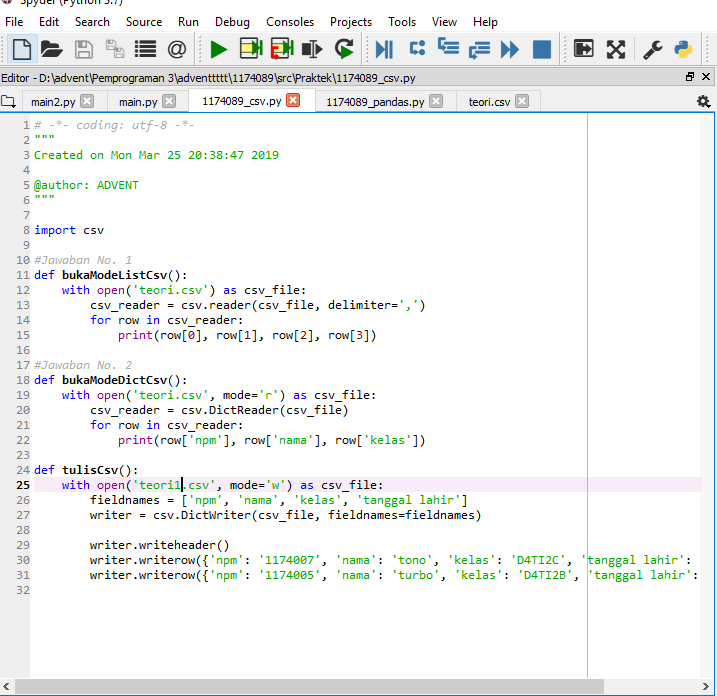 Spyder (Python 3.7)
File Edit Search Source Run Debug Consoles Projects Tools View Help
Editor - D:\advent\Pemprograman 3\adventtttt\1174089\src\Praktek\1174089_csv.py
main2.py main.py 1174089_csv.py 1174089_pandas.py teori.csv
1 # -*- coding: utf-8 -*-
2 """
3 Created on Mon Mar 25 20:38:47 2019
4
5 @author: ADVENT
6 """
7
8 import csv
9
10 #Jawaban No. 1
11 def bukaModeListCsv():
12     with open('teori.csv') as csv_file:
13         csv_reader = csv.reader(csv_file, delimiter=',')
14         for row in csv_reader:
15             print(row[0], row[1], row[2], row[3])
16
17 #Jawaban No. 2
18 def bukaModeDictCsv():
19     with open('teori.csv', mode='r') as csv_file:
20         csv_reader = csv.DictReader(csv_file)
21         for row in csv_reader:
22             print(row['npm'], row['nama'], row['kelas'])
23
24 def tulisCsv():
25     with open('teori1.csv', mode='w') as csv_file:
26         fieldnames = ['npm', 'nama', 'kelas', 'tanggal lahir']
27         writer = csv.DictWriter(csv_file, fieldnames=fieldnames)
28
29         writer.writeheader()
30         writer.writerow({'npm': '1174007', 'nama': 'tono', 'kelas': 'D4TI2C', 'tanggal lahir':
31         writer.writerow({'npm': '1174005', 'nama': 'turbo', 'kelas': 'D4TI2B', 'tanggal lahir':
32